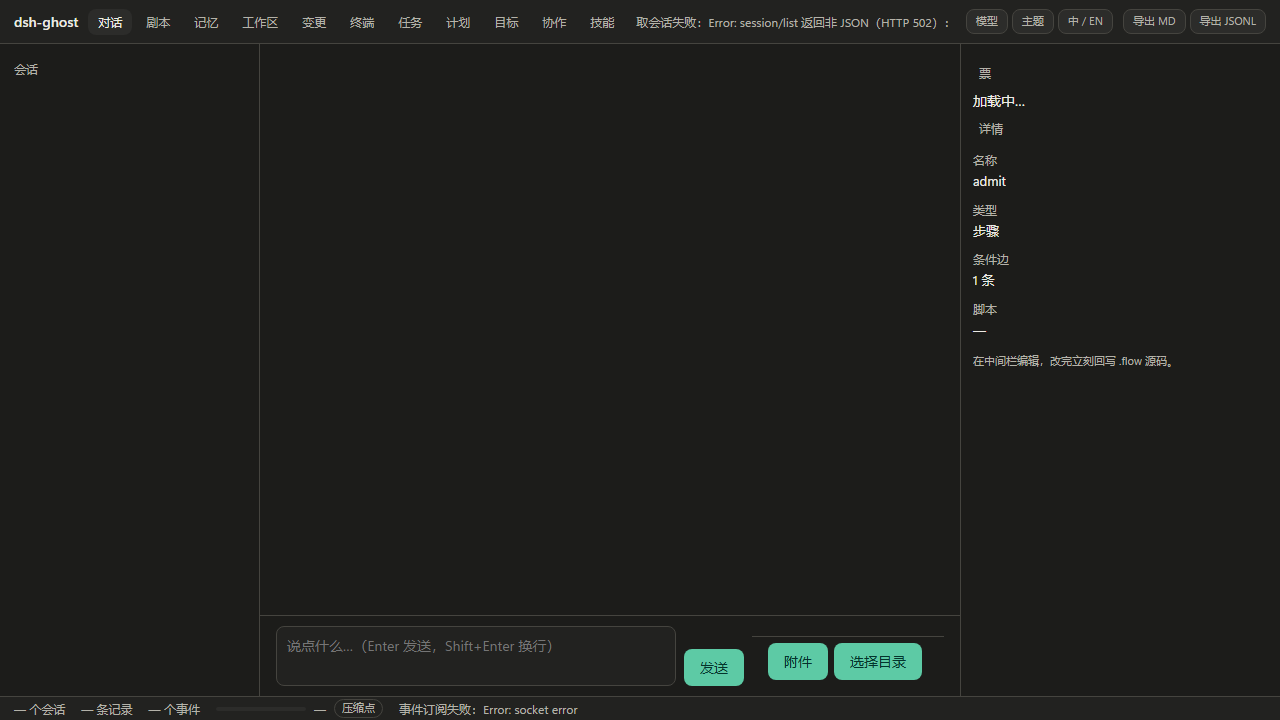 dsh-ghost 对话 剧本 记忆 工作区 变更 终端 任务 计划 目标 协作 技能 取会话失败：Error: session/list 返回非 JSON（HTTP 502）: 模型 主题 中 / EN 导出 MD 导出 JSONL
会话
票
加载中…
详情
名称
admit
类型
步骤
条件边
1 条
脚本
—
在中间栏编辑，改完立刻回写 .flow 源码。
说点什么…（Enter 发送，Shift+Enter 换行）
发送 附件 选择目录
— 个会话 — 条记录 — 个事件 — 压缩点 事件订阅失败：Error: socket error